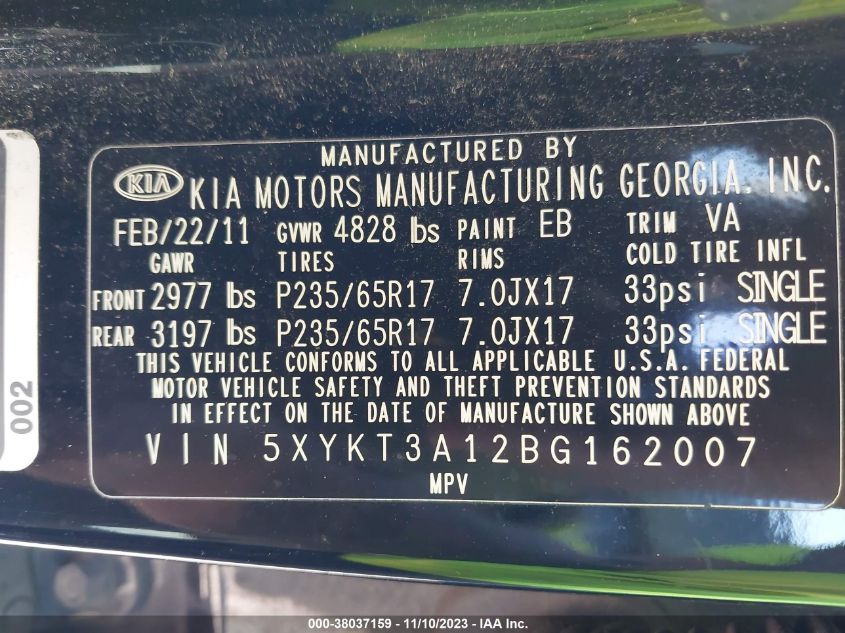 MANUFACTURED BY
KIA KIA MOTORS MANUFACTURING GEORGIA, INC.
FEB/22/11 GVWR 4828 lbs PAINT EB TRIM VA
GAWR TIRES RIMS COLD TIRE INFL
FRONT 2977 lbs P235/65R17 7.0JX17 33psi SINGLE
REAR 3197 lbs P235/65R17 7.0JX17 33psi SINGLE
THIS VEHICLE CONFORMS TO ALL APPLICABLE U.S.A. FEDERAL
MOTOR VEHICLE SAFETY AND THEFT PREVENTION STANDARDS
IN EFFECT ON THE DATE OF MANUFACTURE SHOWN ABOVE
VIN 5XYKT3A12BG162007
MPV
002
000-38037159 - 11/10/2023 - IAA Inc.